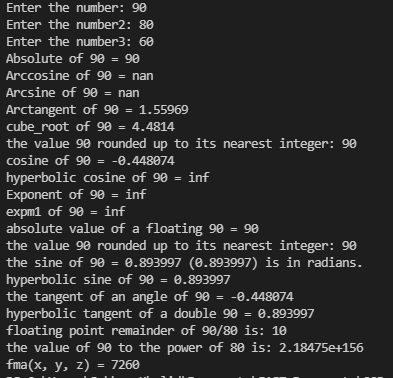 Enter the number: 90
Enter the number2: 80
Enter the number3: 60
Absolute of 90 = 90
Arccosine of 90 = nan
Arcsine of 90 = nan
Arctangent of 90 = 1.55969
cube_root of 90 = 4.4814
the value 90 rounded up to its nearest integer: 90
cosine of 90 = -0.448074
hyperbolic cosine of 90 = inf
Exponent of 90 = inf
expm1 of 90 = inf
absolute value of a floating 90 = 90
the value 90 rounded up to its nearest integer: 90
the sine of 90 = 0.893997 (0.893997) is in radians.
hyperbolic sine of 90 = 0.893997
the tangent of an angle of 90 = -0.448074
hyperbolic tangent of a double 90 = 0.893997
floating point remainder of 90/80 is: 10
the value of 90 to the power of 80 is: 2.18475e+156
fma(x, y, z) = 7260